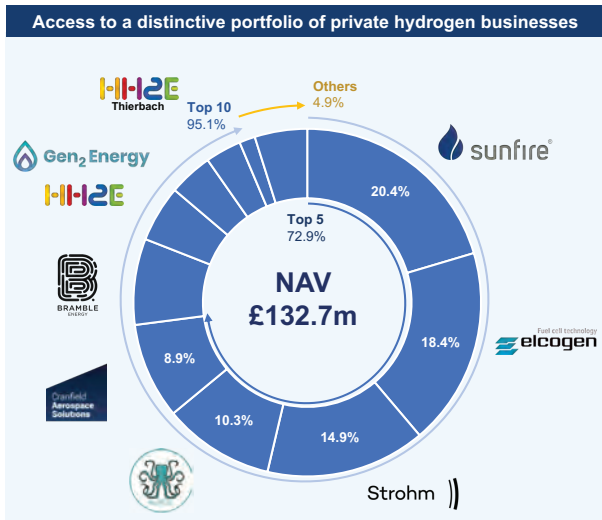 Access to a distinctive portfolio of private hydrogen businesses
HH2E
Thierbach
Top 10
95.1%
Others
4.9%
sunfire®
Gen2 Energy
HH2E
20.4%
Top 5
72.9%
NAV
£132.7m
B
BRAMBLE
ENERGY
18.4%
Fuel cell technology
elcogen
8.9%
Cranfield
Aerospace
Solutions
10.3%
14.9%
Strohm